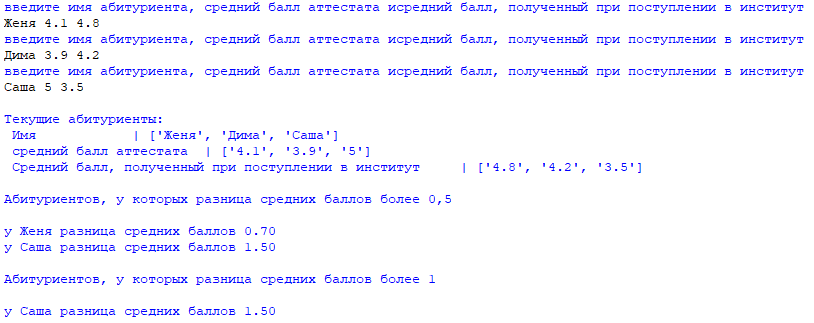 введите имя абитуриента, средний балл аттестата исредний балл, полученный при поступлении в институт
Женя 4.1 4.8
введите имя абитуриента, средний балл аттестата исредний балл, полученный при поступлении в институт
Дима 3.9 4.2
введите имя абитуриента, средний балл аттестата исредний балл, полученный при поступлении в институт
Саша 5 3.5
Текущие абитуриенты:
Имя | ['Женя', 'Дима', 'Саша']
средний балл аттестата | ['4.1', '3.9', '5']
Средний балл, полученный при поступлении в институт | ['4.8', '4.2', '3.5']
Абитуриентов, у которых разница средних баллов более 0,5
у Женя разница средних баллов 0.70
у Саша разница средних баллов 1.50
Абитуриентов, у которых разница средних баллов более 1
у Саша разница средних баллов 1.50